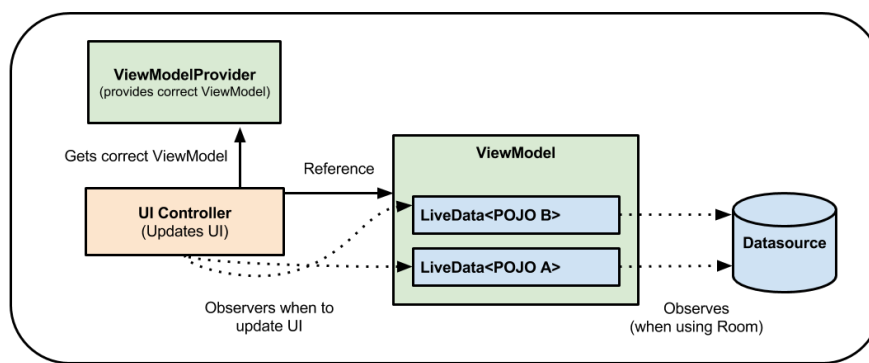 ViewModelProvider
(provides correct ViewModel)
Gets correct ViewModel
Reference
ViewModel
UI Controller
(Updates UI)
LiveData<POJO B>
LiveData<POJO A>
Datasource
Observers when to
update UI
Observes
(when using Room)